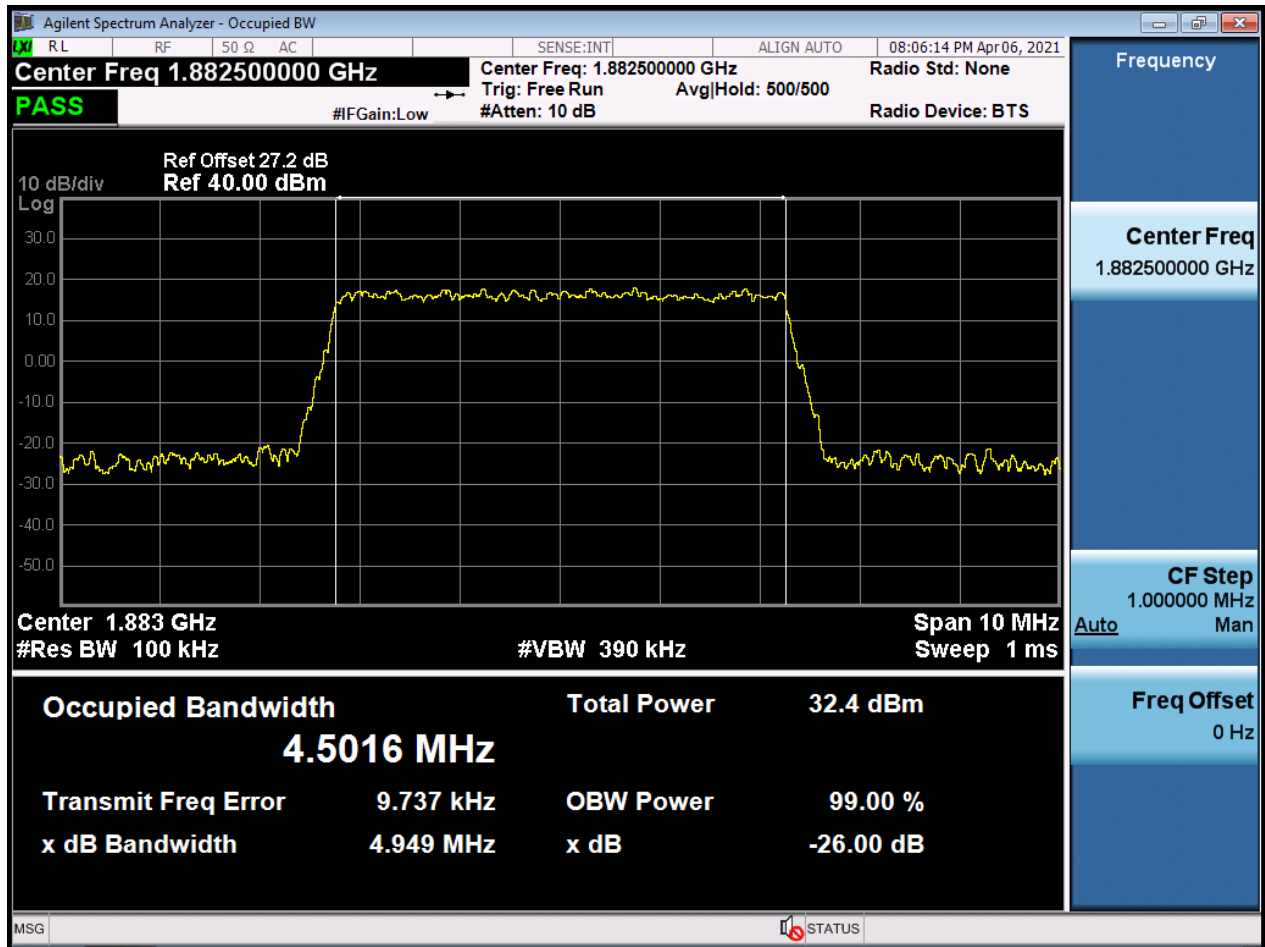 Agilent Spectrum Analyzer - Occupied BW
LXI RL RF 50 Ω AC SENSE:INT ALIGN AUTO 08:06:14 PM Apr 06, 2021
Center Freq 1.882500000 GHz Center Freq: 1.882500000 GHz Radio Std: None
Trig: Free Run Avg|Hold: 500/500
PASS #IFGain:Low #Atten: 10 dB Radio Device: BTS
Ref Offset 27.2 dB
10 dB/div Ref 40.00 dBm
Log
30.0
20.0
10.0
0.00
-10.0
-20.0
-30.0
-40.0
-50.0
Center 1.883 GHz Span 10 MHz
#Res BW 100 kHz #VBW 390 kHz Sweep 1 ms
Occupied Bandwidth Total Power 32.4 dBm
4.5016 MHz
Transmit Freq Error 9.737 kHz OBW Power 99.00 %
x dB Bandwidth 4.949 MHz x dB -26.00 dB
MSG STATUS
Frequency
Center Freq
1.882500000 GHz
CF Step
1.000000 MHz
Auto Man
Freq Offset
0 Hz